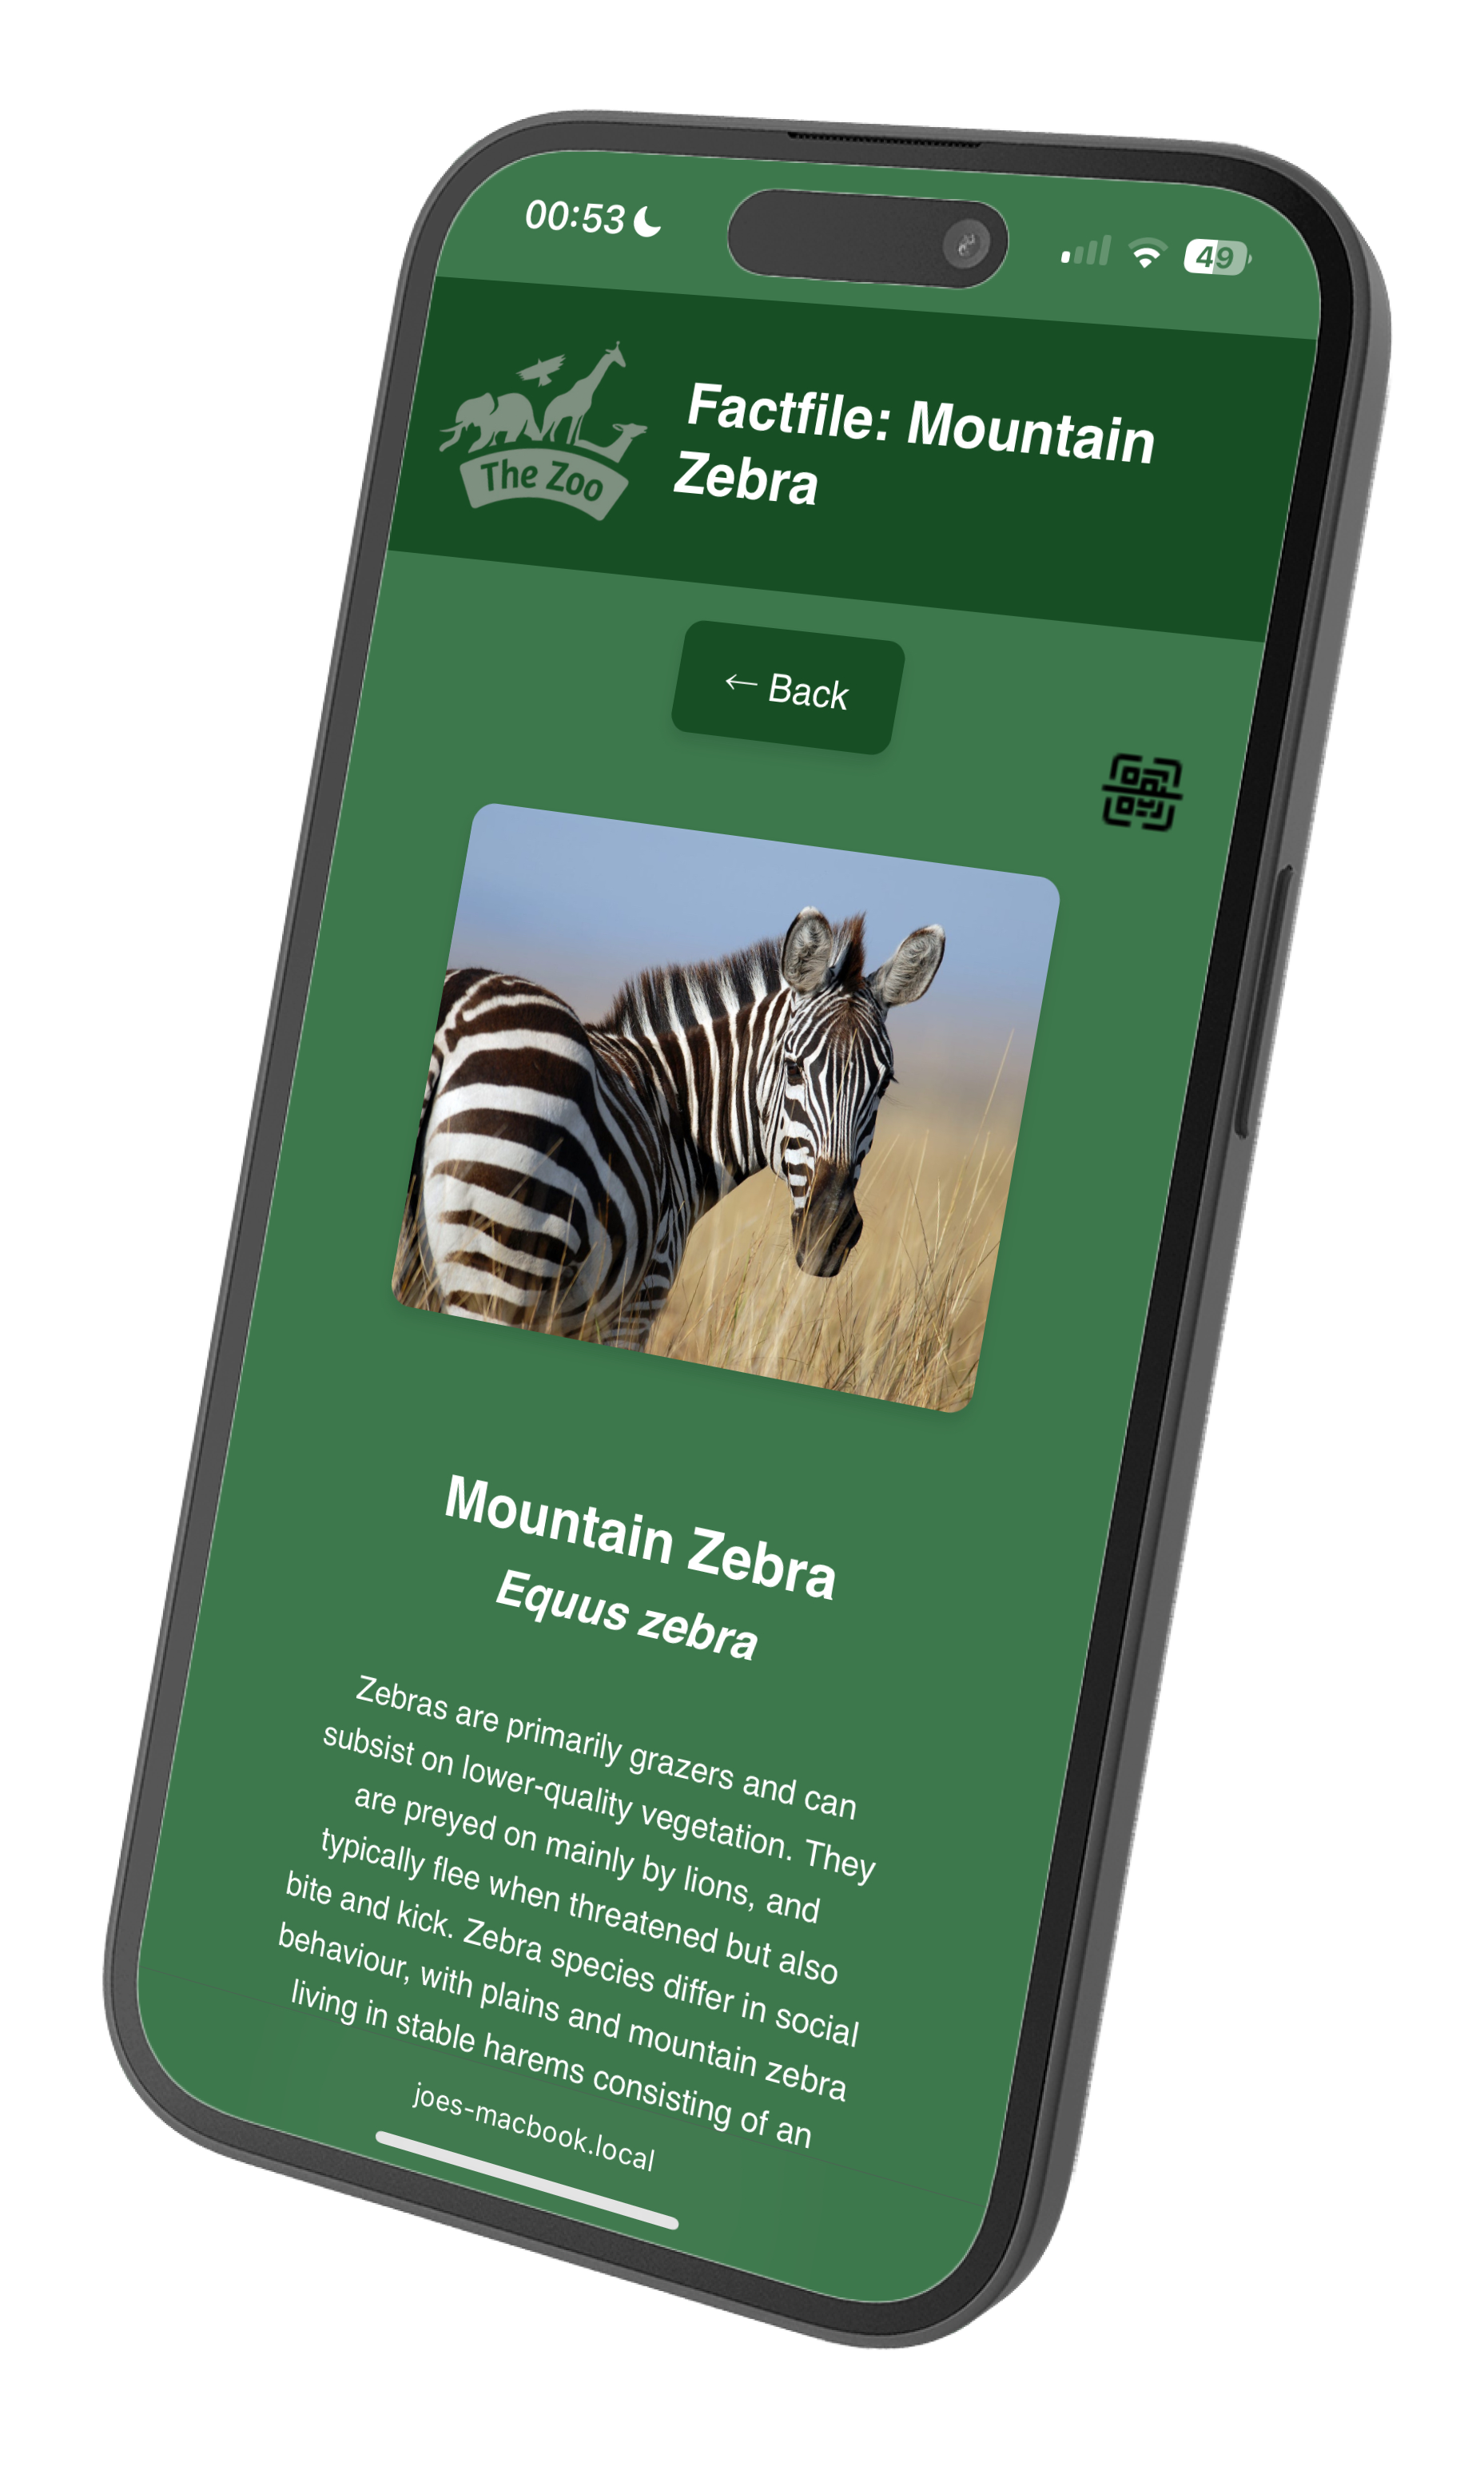 00:53
49
The Zoo
Factfile: Mountain
Zebra
← Back
Mountain Zebra
Equus zebra
Zebras are primarily grazers and can
subsist on lower-quality vegetation. They
are preyed on mainly by lions, and
typically flee when threatened but also
bite and kick. Zebra species differ in social
behaviour, with plains and mountain zebra
living in stable harems consisting of an
joes-macbook.local